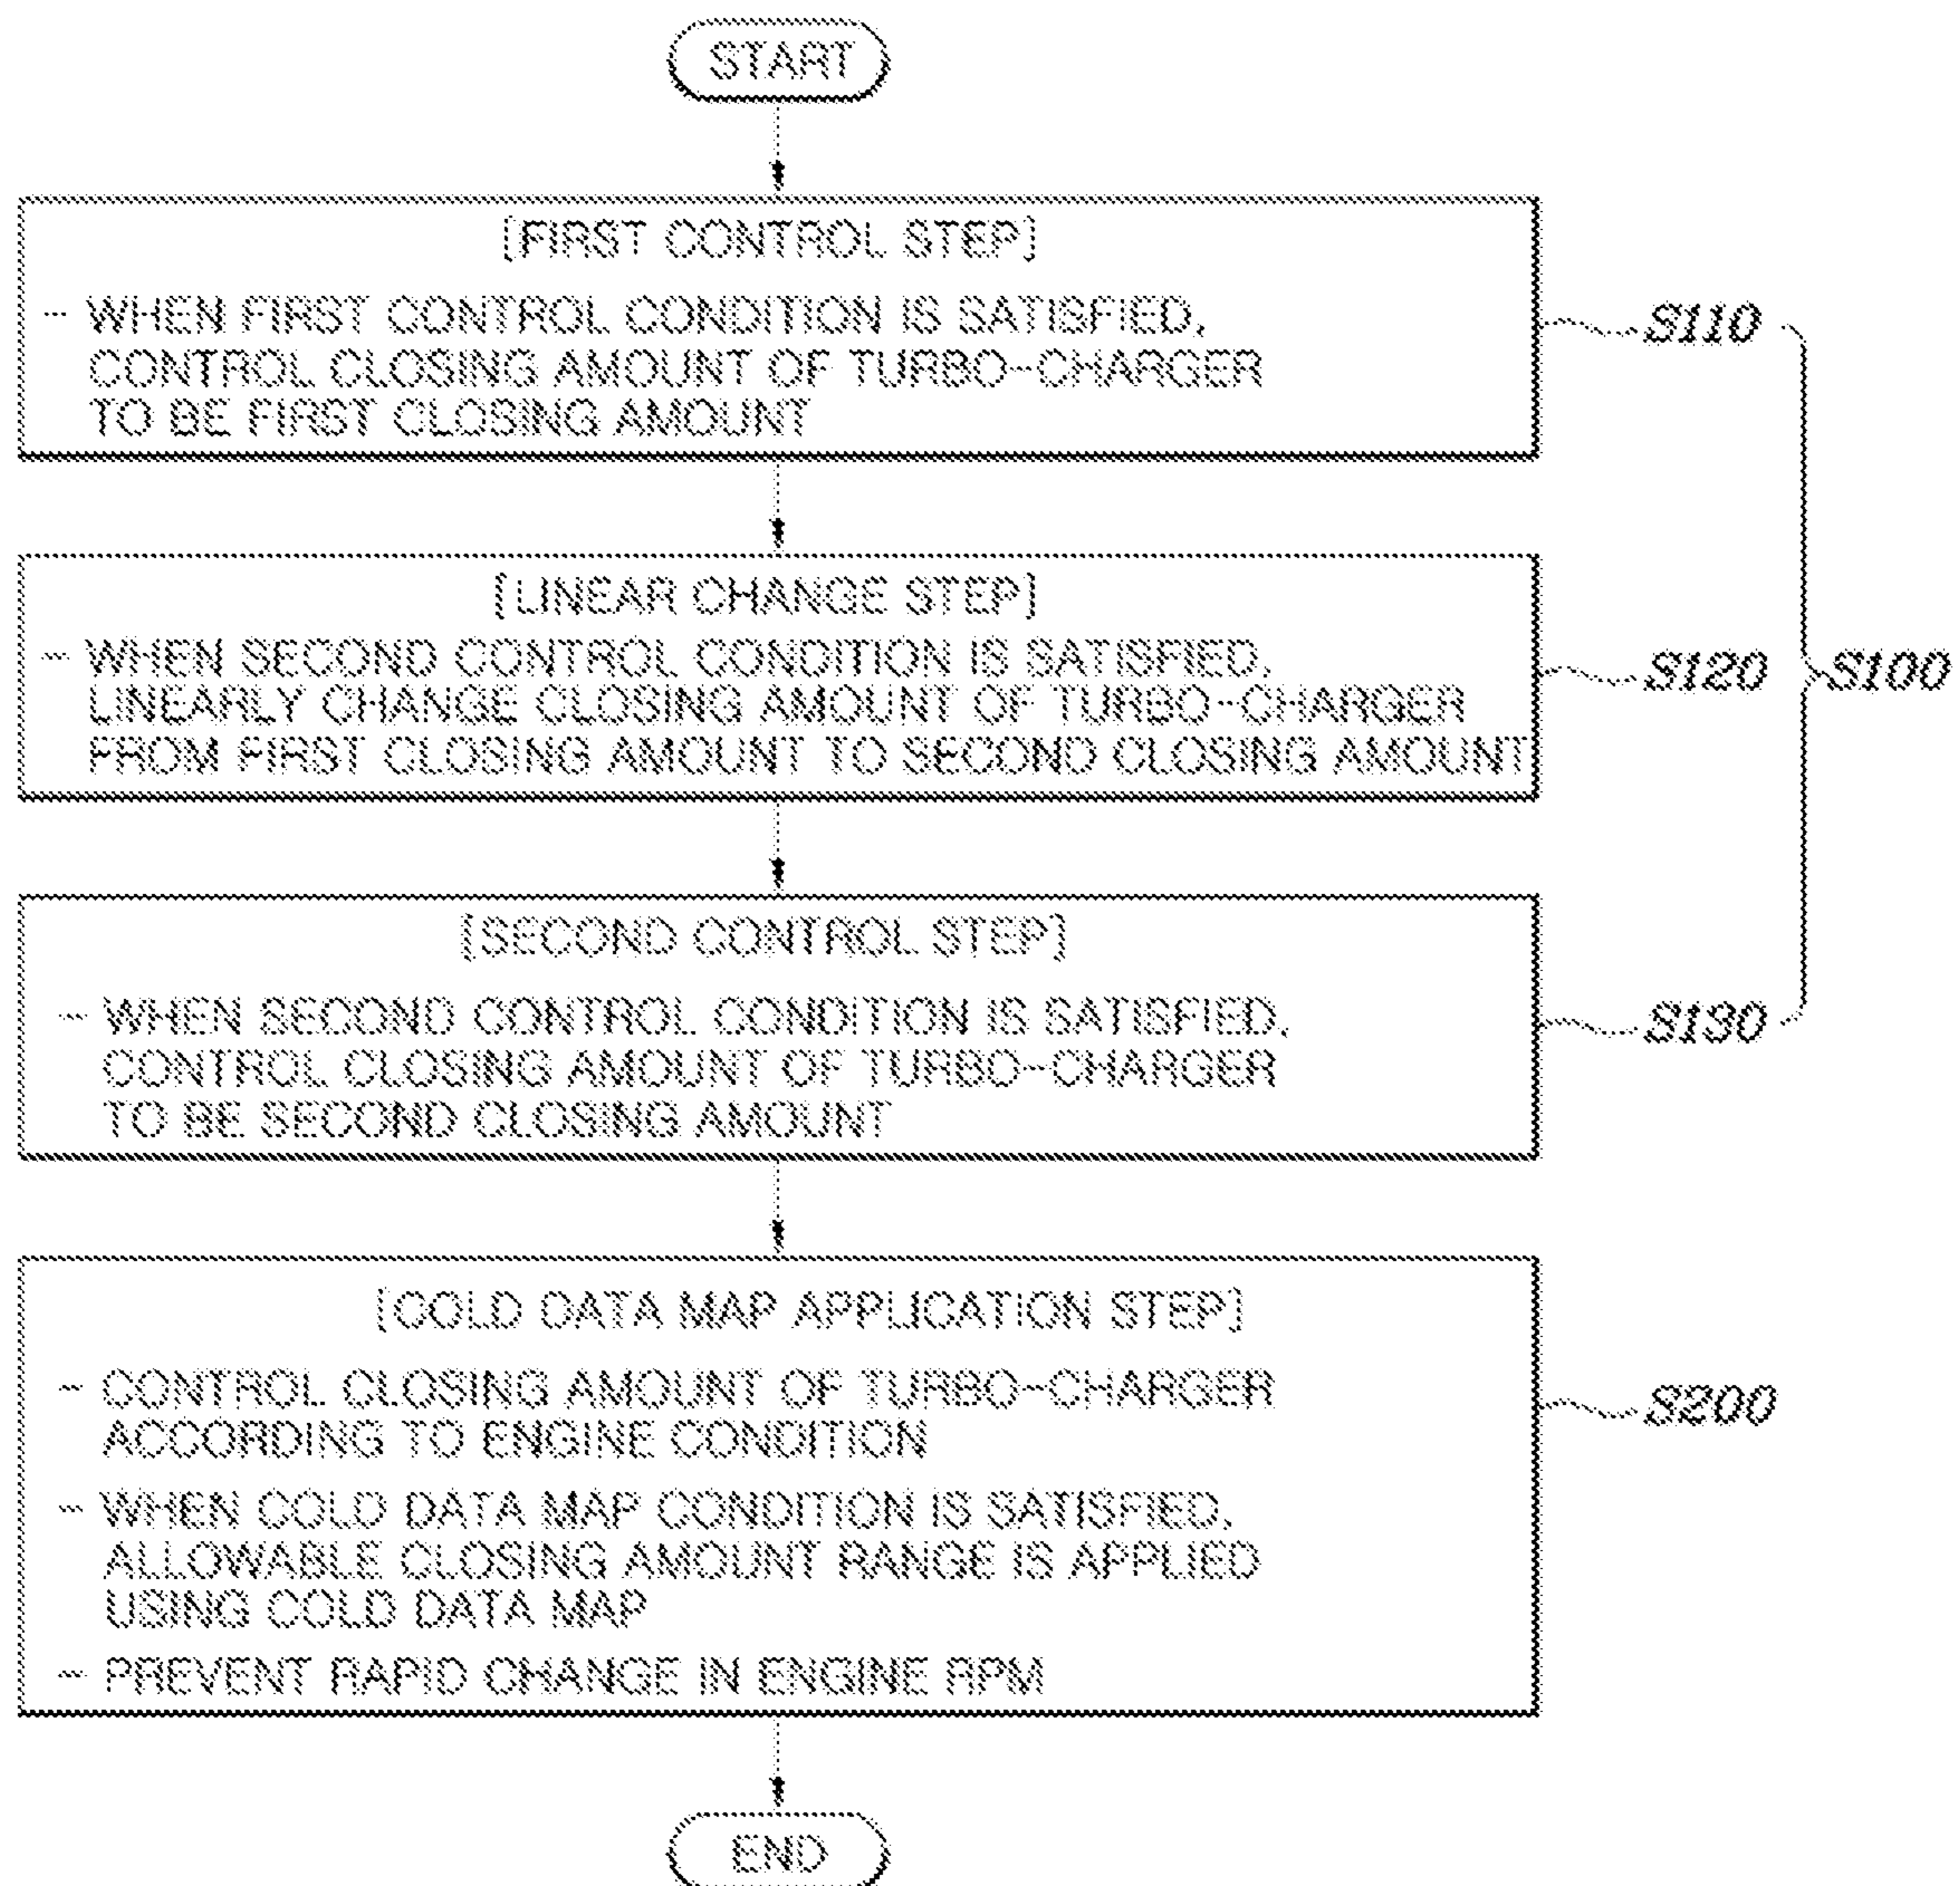 START
[FIRST CONTROL STEP]
- WHEN FIRST CONTROL CONDITION IS SATISFIED,
CONTROL CLOSING AMOUNT OF TURBO-CHARGER
TO BE FIRST CLOSING AMOUNT
S110
[LINEAR CHANGE STEP]
- WHEN SECOND CONTROL CONDITION IS SATISFIED,
LINEARLY CHANGE CLOSING AMOUNT OF TURBO-CHARGER
FROM FIRST CLOSING AMOUNT TO SECOND CLOSING AMOUNT
S120
S100
[SECOND CONTROL STEP]
- WHEN SECOND CONTROL CONDITION IS SATISFIED,
CONTROL CLOSING AMOUNT OF TURBO-CHARGER
TO BE SECOND CLOSING AMOUNT
S130
[COLD DATA MAP APPLICATION STEP]
- CONTROL CLOSING AMOUNT OF TURBO-CHARGER
ACCORDING TO ENGINE CONDITION
- WHEN COLD DATA MAP CONDITION IS SATISFIED,
ALLOWABLE CLOSING AMOUNT RANGE IS APPLIED
USING COLD DATA MAP
- PREVENT RAPID CHANGE IN ENGINE RPM
S200
END